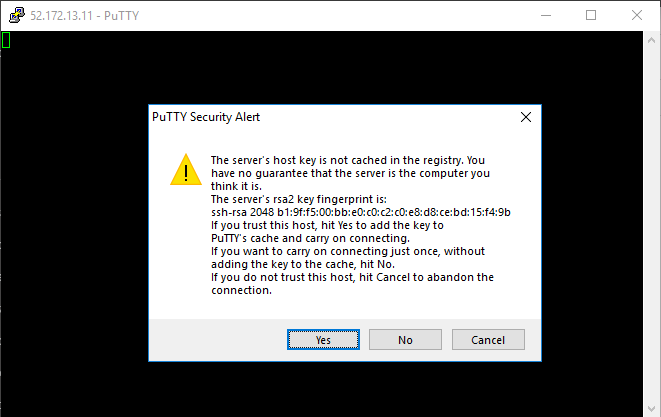 52.172.13.11 - PuTTY
PuTTY Security Alert
The server's host key is not cached in the registry. You
have no guarantee that the server is the computer you
think it is.
The server's rsa2 key fingerprint is:
ssh-rsa 2048 b1:9f:f5:00:bb:e0:c0:c2:c0:e8:d8:ce:bd:15:f4:9b
If you trust this host, hit Yes to add the key to
PuTTY's cache and carry on connecting.
If you want to carry on connecting just once, without
adding the key to the cache, hit No.
If you do not trust this host, hit Cancel to abandon the
connection.
Yes No Cancel